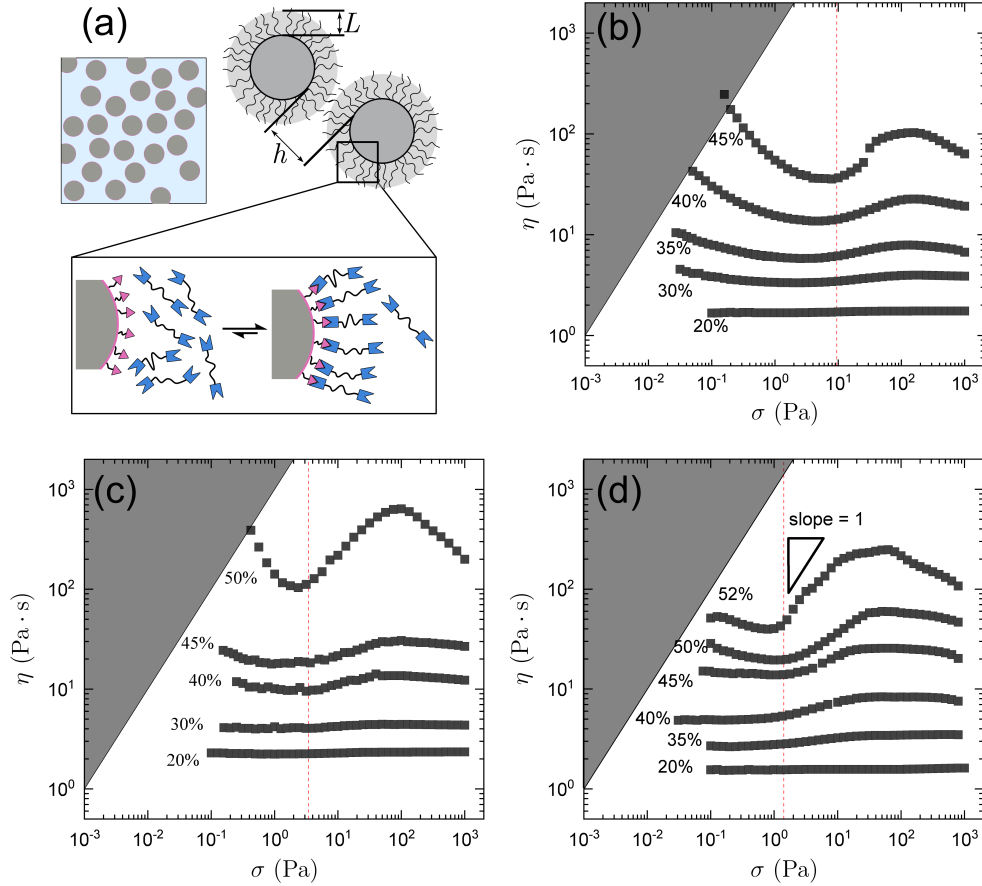 (a)
L
h
(b)
10³
10²
10¹
10⁰
η (Pa · s)
45%
40%
35%
30%
20%
10⁻³ 10⁻² 10⁻¹ 10⁰ 10¹ 10² 10³
σ (Pa)
(c)
10³
10²
10¹
10⁰
η (Pa · s)
50%
45%
40%
30%
20%
10⁻³ 10⁻² 10⁻¹ 10⁰ 10¹ 10² 10³
σ (Pa)
(d)
slope = 1
10³
10²
10¹
10⁰
η (Pa · s)
52%
50%
45%
40%
35%
20%
10⁻³ 10⁻² 10⁻¹ 10⁰ 10¹ 10² 10³
σ (Pa)